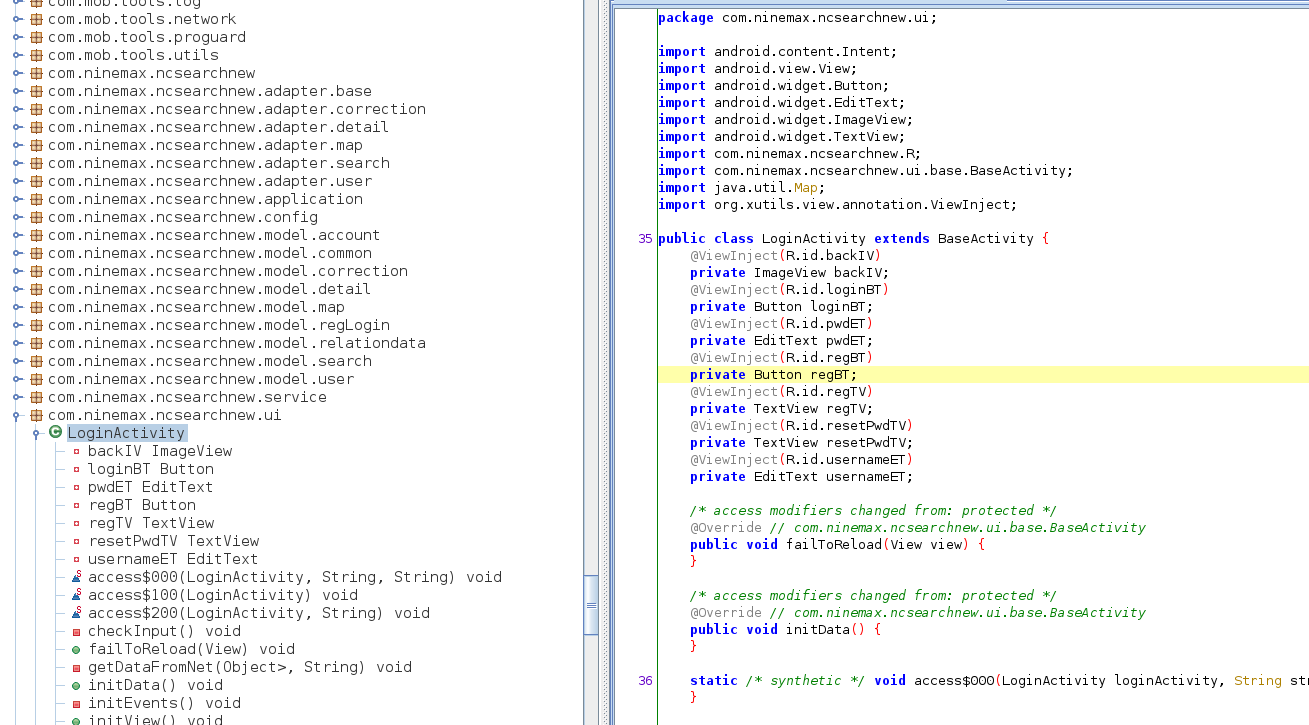 com.mob.tools.log
com.mob.tools.network
com.mob.tools.proguard
com.mob.tools.utils
com.ninemax.ncsearchnew
com.ninemax.ncsearchnew.adapter.base
com.ninemax.ncsearchnew.adapter.correction
com.ninemax.ncsearchnew.adapter.detail
com.ninemax.ncsearchnew.adapter.map
com.ninemax.ncsearchnew.adapter.search
com.ninemax.ncsearchnew.adapter.user
com.ninemax.ncsearchnew.application
com.ninemax.ncsearchnew.config
com.ninemax.ncsearchnew.model.account
com.ninemax.ncsearchnew.model.common
com.ninemax.ncsearchnew.model.correction
com.ninemax.ncsearchnew.model.detail
com.ninemax.ncsearchnew.model.map
com.ninemax.ncsearchnew.model.regLogin
com.ninemax.ncsearchnew.model.relationdata
com.ninemax.ncsearchnew.model.search
com.ninemax.ncsearchnew.model.user
com.ninemax.ncsearchnew.service
com.ninemax.ncsearchnew.ui
LoginActivity
backIV ImageView
loginBT Button
pwdET EditText
regBT Button
regTV TextView
resetPwdTV TextView
usernameET EditText
access$000(LoginActivity, String, String) void
access$100(LoginActivity) void
access$200(LoginActivity, String) void
checkInput() void
failToReload(View) void
getDataFromNet(Object>, String) void
initData() void
initEvents() void
initView() void
package com.ninemax.ncsearchnew.ui;
import android.content.Intent;
import android.view.View;
import android.widget.Button;
import android.widget.EditText;
import android.widget.ImageView;
import android.widget.TextView;
import com.ninemax.ncsearchnew.R;
import com.ninemax.ncsearchnew.ui.base.BaseActivity;
import java.util.Map;
import org.xutils.view.annotation.ViewInject;
35 public class LoginActivity extends BaseActivity {
@ViewInject(R.id.backIV)
private ImageView backIV;
@ViewInject(R.id.loginBT)
private Button loginBT;
@ViewInject(R.id.pwdET)
private EditText pwdET;
@ViewInject(R.id.regBT)
private Button regBT;
@ViewInject(R.id.regTV)
private TextView regTV;
@ViewInject(R.id.resetPwdTV)
private TextView resetPwdTV;
@ViewInject(R.id.usernameET)
private EditText usernameET;
/* access modifiers changed from: protected */
@Override // com.ninemax.ncsearchnew.ui.base.BaseActivity
public void failToReload(View view) {
}
/* access modifiers changed from: protected */
@Override // com.ninemax.ncsearchnew.ui.base.BaseActivity
public void initData() {
}
36 static /* synthetic */ void access$000(LoginActivity loginActivity, String str
}